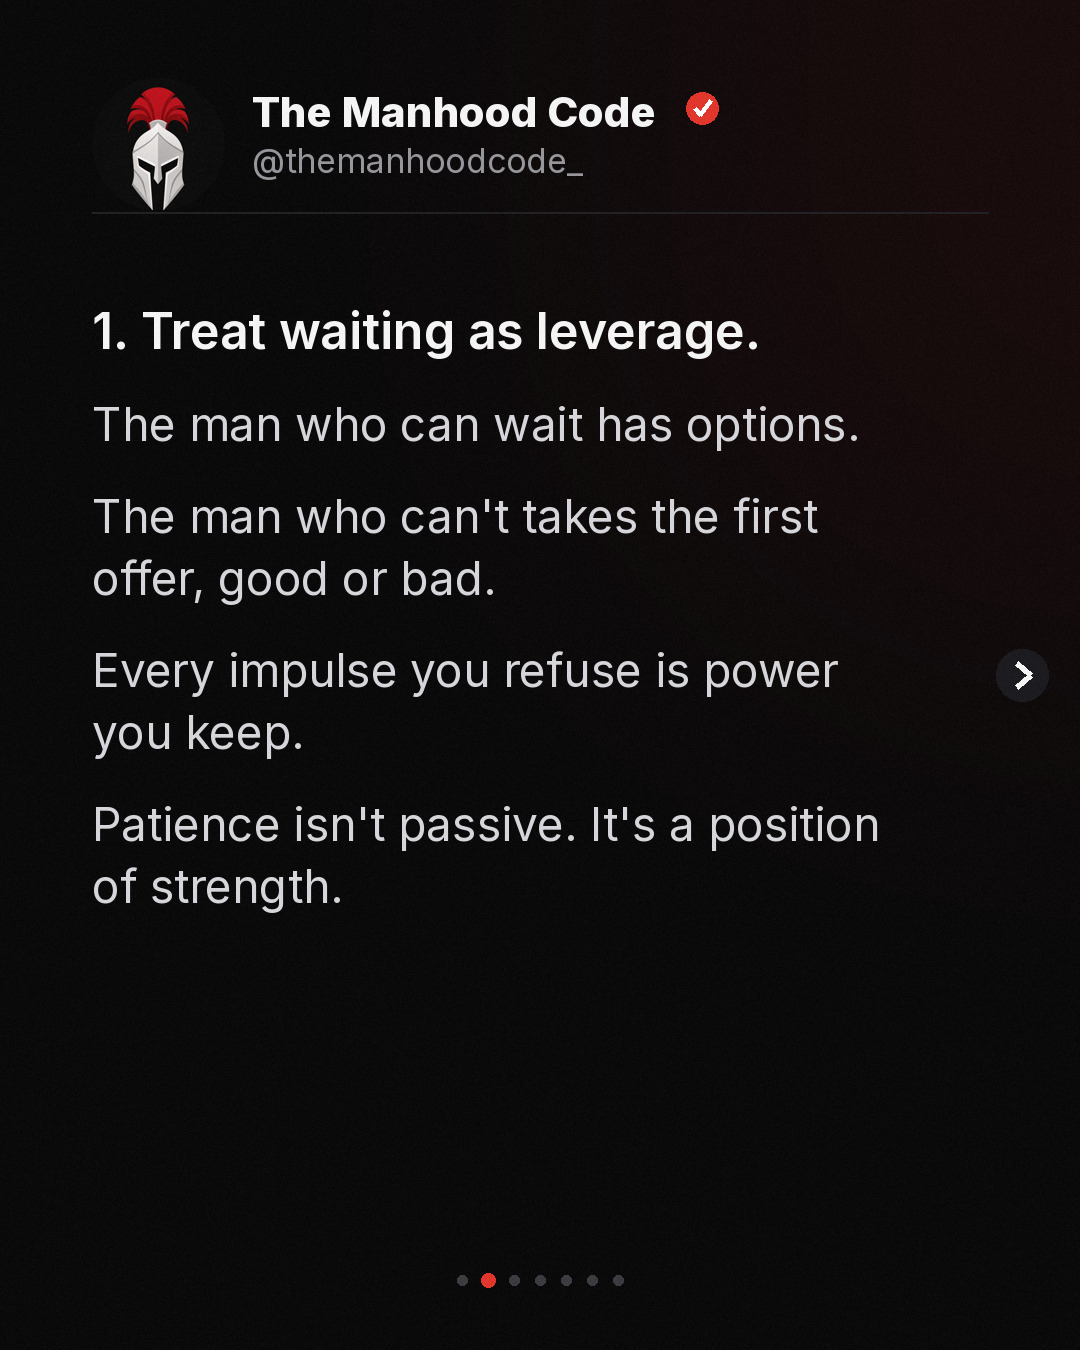 The Manhood Code
@themanhoodcode_
1. Treat waiting as leverage.
The man who can wait has options.
The man who can't takes the first
offer, good or bad.
Every impulse you refuse is power
you keep.
Patience isn't passive. It's a position
of strength.